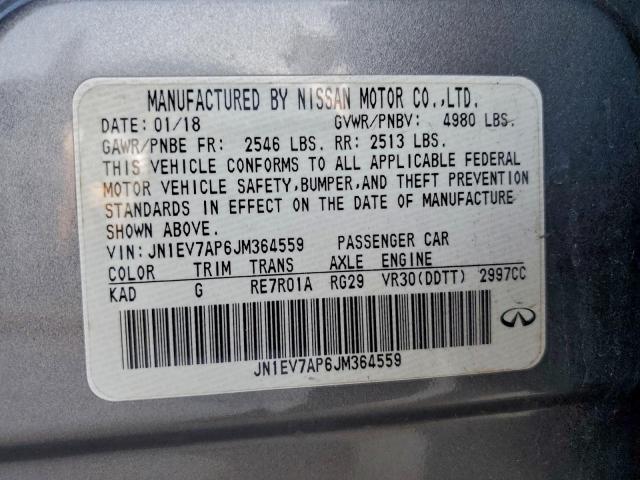 MANUFACTURED BY NISSAN MOTOR CO.,LTD.
DATE: 01/18 GVWR/PNBV: 4980 LBS.
GAWR/PNBE FR: 2546 LBS. RR: 2513 LBS.
THIS VEHICLE CONFORMS TO ALL APPLICABLE FEDERAL
MOTOR VEHICLE SAFETY,BUMPER,AND THEFT PREVENTION
STANDARDS IN EFFECT ON THE DATE OF MANUFACTURE
SHOWN ABOVE.
VIN: JN1EV7AP6JM364559 PASSENGER CAR
COLOR TRIM TRANS AXLE ENGINE
KAD G RE7R01A RG29 VR30(DDTT) 2997CC
JN1EV7AP6JM364559